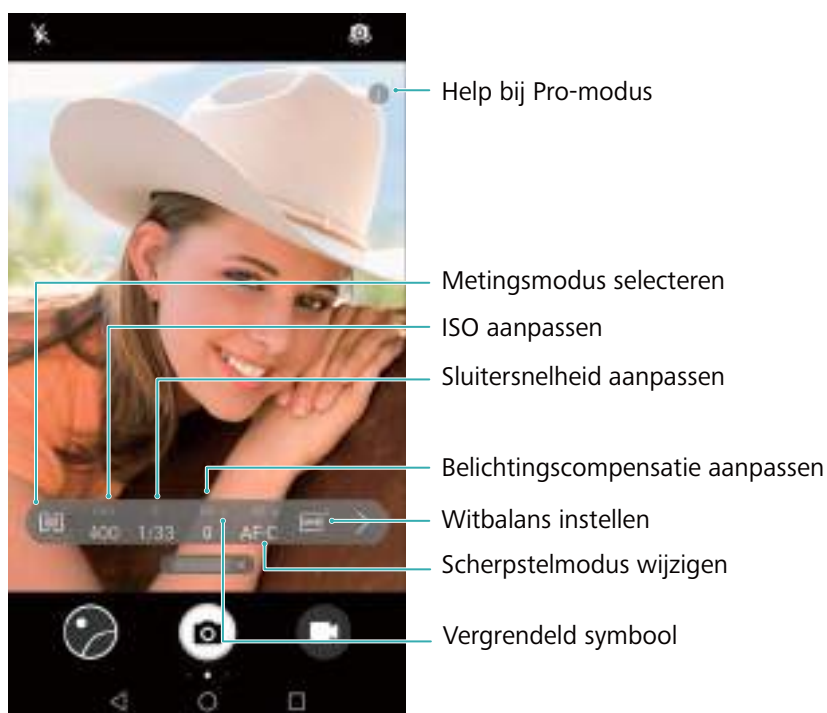 Help bij Pro-modus
Metingsmodus selecteren
ISO aanpassen
Sluitersnelheid aanpassen
Belichtingscompensatie aanpassen
400 1/33 0 AF-C
Witbalans instellen
Scherpstelmodus wijzigen
Vergrendeld symbool